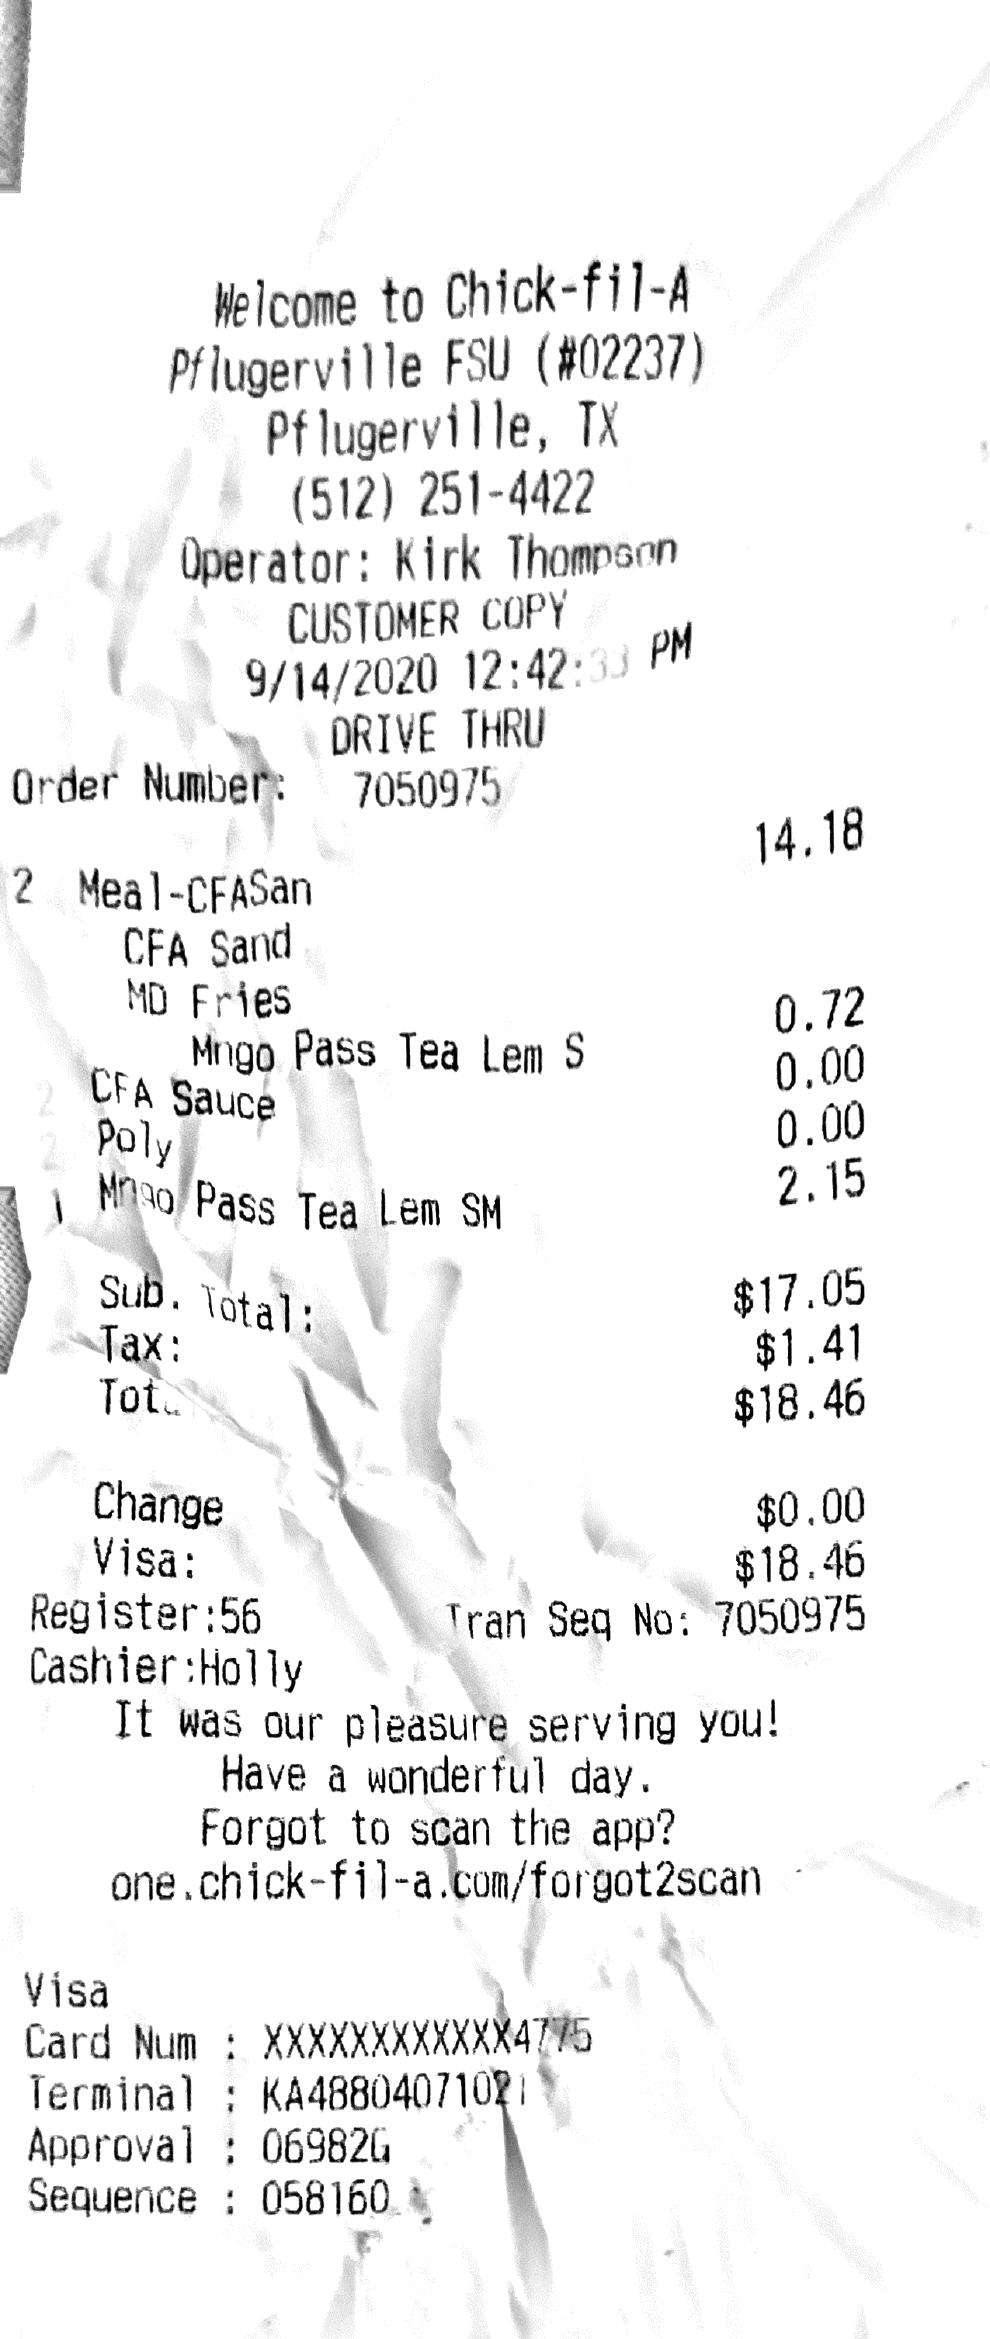 Welcome to Chick-fil-A
Pflugerville FSU (#02237)
Pflugerville, TX
(512) 251-4422
Operator: Kirk Thompson
CUSTOMER COPY
9/14/2020 12:42:33 PM
DRIVE THRU
Order Number: 7050975
2 Meal-CFASan 14.18
CFA Sand
MD Fries
Mngo Pass Tea Lem S 0.72
2 CFA Sauce 0.00
2 Poly 0.00
1 Mngo Pass Tea Lem SM 2.15
Sub. Total: $17.05
Tax: $1.41
$18.46
Change $0.00
Visa: $18.46
Register:56 Tran Seq No: 7050975
Cashier:Holly
It was our pleasure serving you!
Have a wonderful day.
Forgot to scan the app?
one.chick-fil-a.com/forgot2scan
Visa
Card Num : XXXXXXXXXXXX4775
Terminal : KA48804071021
Approval : 06982G
Sequence : 058160